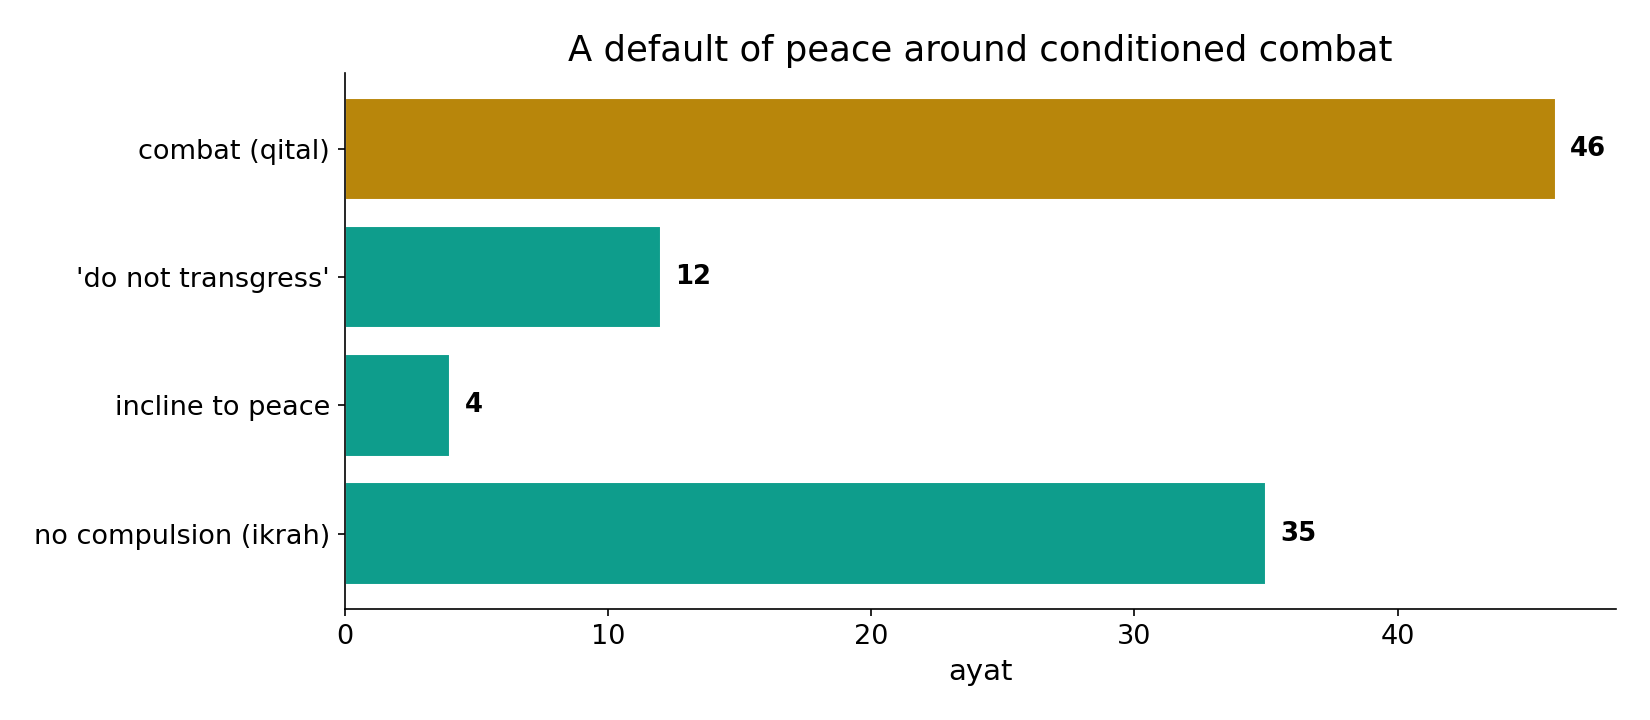 A default of peace around conditioned combat
combat (qital)
46
'do not transgress'
12
incline to peace
4
no compulsion (ikrah)
35
0 10 20 30 40
ayat